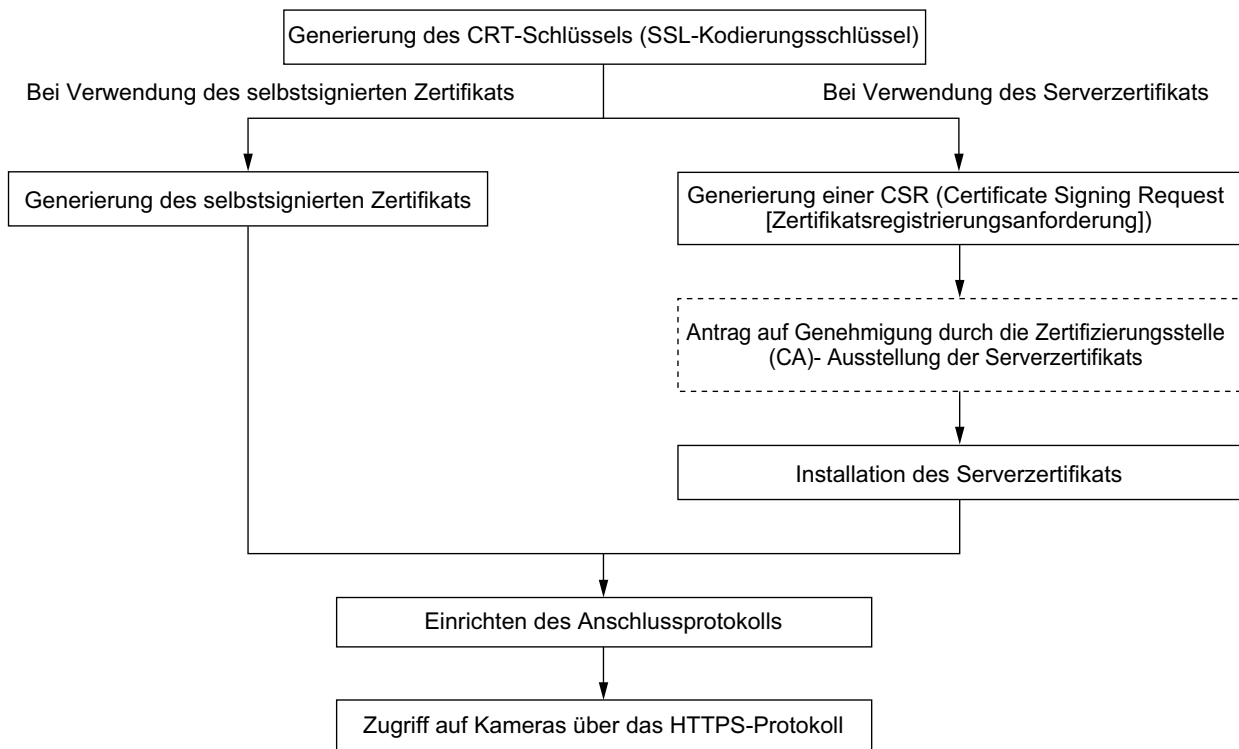 Generierung des CRT-Schlüssels (SSL-Kodierungsschlüssel)
Bei Verwendung des selbstsignierten Zertifikats
Bei Verwendung des Serverzertifikats
Generierung des selbstsignierten Zertifikats
Generierung einer CSR (Certificate Signing Request
[Zertifikatsregistrierungsanforderung])
Antrag auf Genehmigung durch die Zertifizierungsstelle
(CA)- Ausstellung der Serverzertifikats
Installation des Serverzertifikats
Einrichten des Anschlussprotokolls
Zugriff auf Kameras über das HTTPS-Protokoll